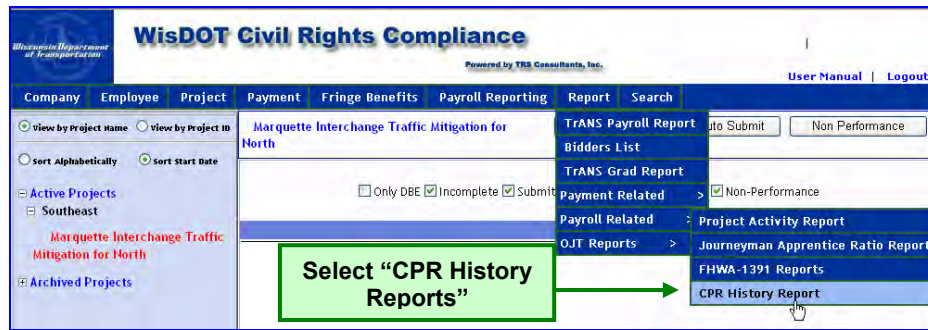 Wisconsin Department
of Transportation
WisDOT Civil Rights Compliance
Powered by TRS Consultants, Inc.
User Manual | Logout
Company Employee Project Payment Fringe Benefits Payroll Reporting Report Search
View by Project Name View by Project ID
Sort Alphabetically Sort Start Date
Active Projects
Southeast
Marquette Interchange Traffic
Mitigation for North
Archived Projects
Marquette Interchange Traffic Mitigation for
North
uto Submit Non Performance
Only DBE Incomplete Submit Non-Performance
TrANS Payroll Report
Bidders List
TrANS Grad Report
Payment Related >
Payroll Related >
OJT Reports >
Project Activity Report
Journeyman Apprentice Ratio Report
FHWA-1391 Reports
CPR History Report
Select “CPR History
Reports”